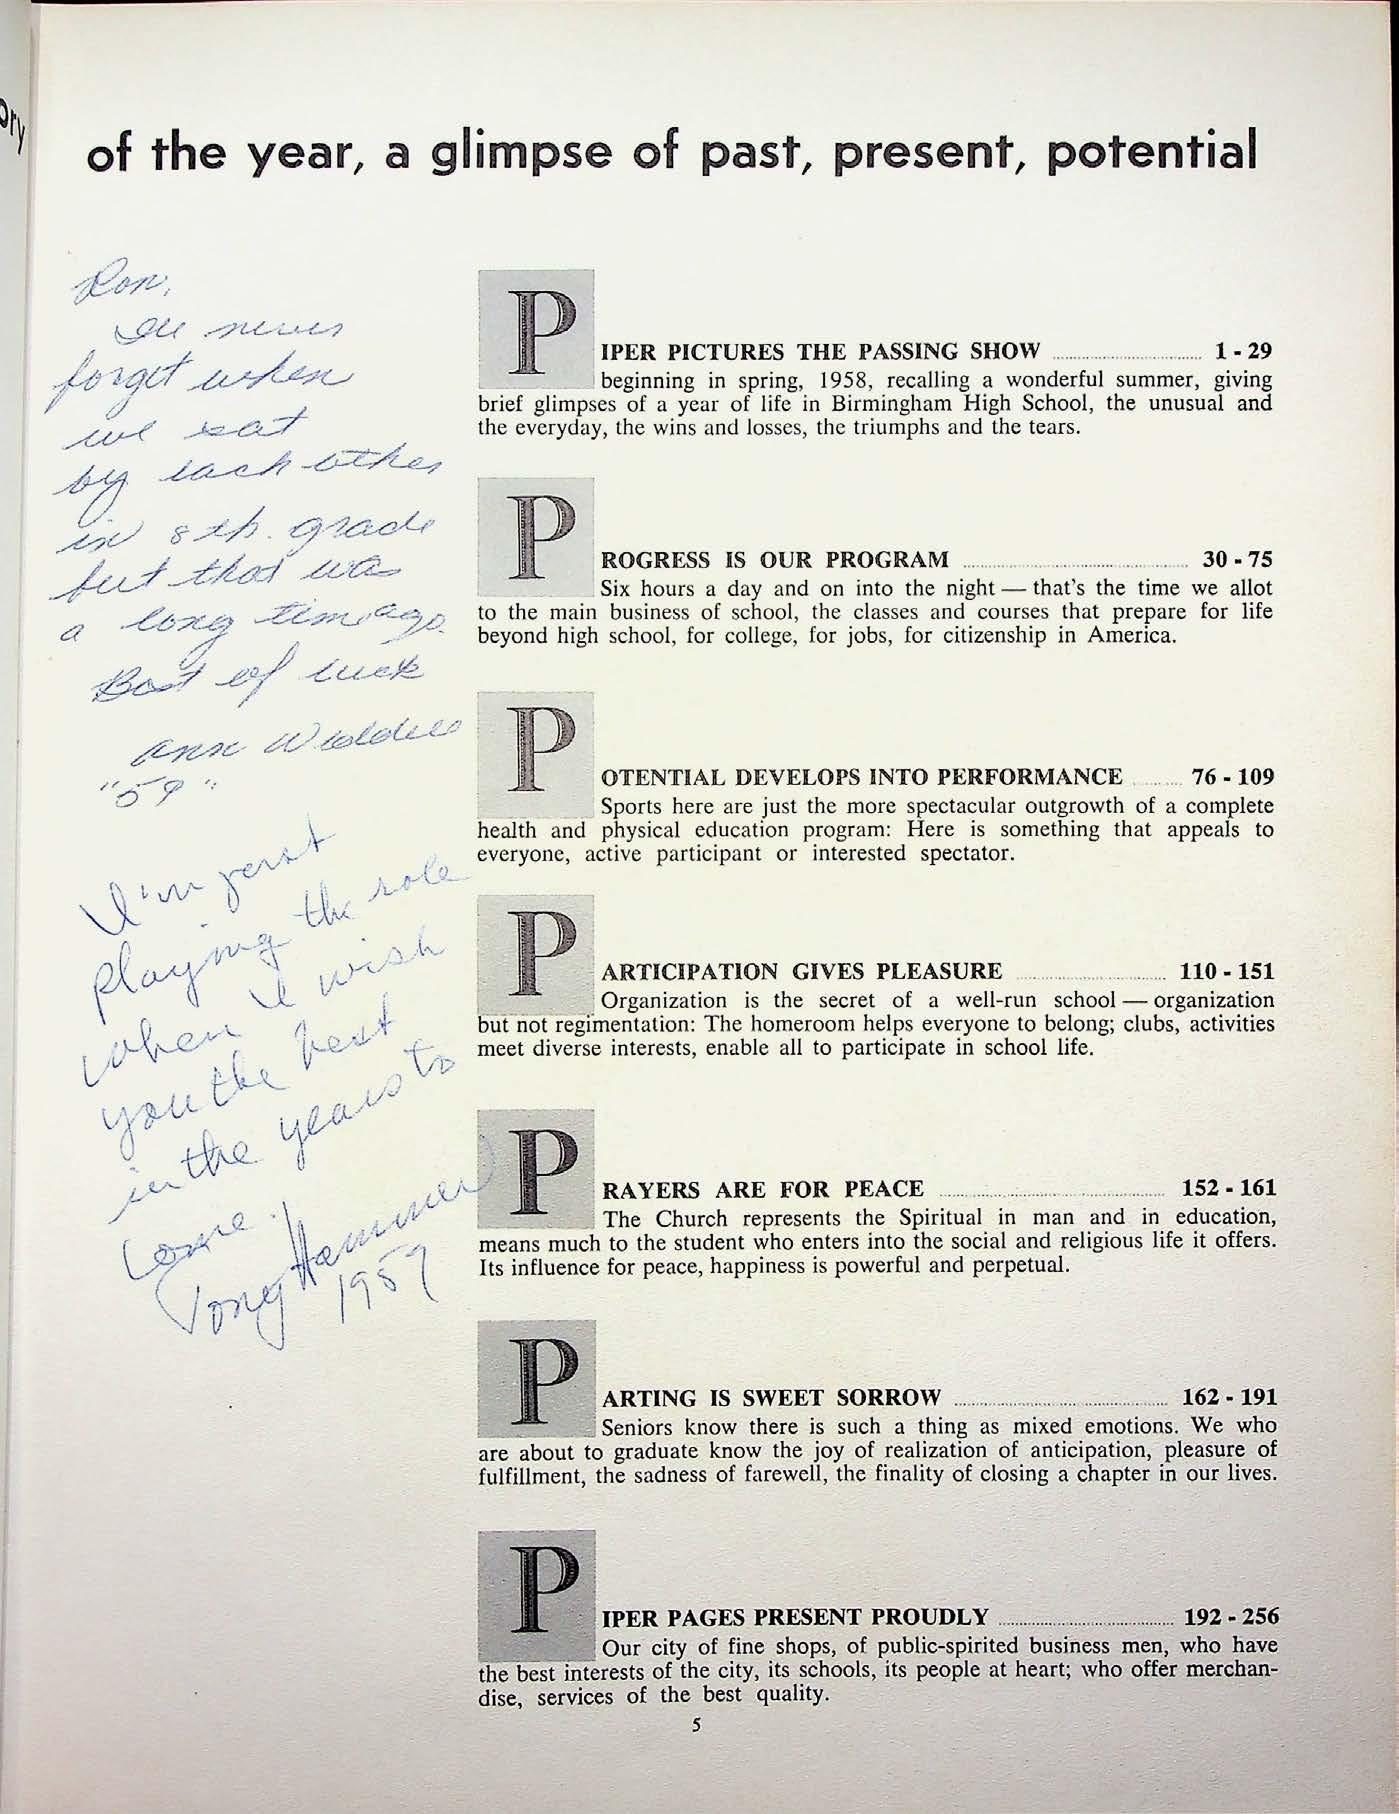 ory
of the year, a glimpse of past, present, potential
Ron,
I'll never
forget when
we seat
by each other
in 8th. grade
but that was
a long time ago.
Best of luck
Ann Weddell
"59"
I'm just
playing the role
when I wish
you the best
in the years to
come.
Tony Hammer
1959
PIPER PICTURES THE PASSING SHOW 1 - 29
beginning in spring, 1958, recalling a wonderful summer, giving
brief glimpses of a year of life in Birmingham High School, the unusual and
the everyday, the wins and losses, the triumphs and the tears.
PROGRESS IS OUR PROGRAM 30 - 75
Six hours a day and on into the night — that's the time we allot
to the main business of school, the classes and courses that prepare for life
beyond high school, for college, for jobs, for citizenship in America.
POTENTIAL DEVELOPS INTO PERFORMANCE 76 - 109
Sports here are just the more spectacular outgrowth of a complete
health and physical education program: Here is something that appeals to
everyone, active participant or interested spectator.
PARTICIPATION GIVES PLEASURE 110 - 151
Organization is the secret of a well-run school — organization
but not regimentation: The homeroom helps everyone to belong; clubs, activities
meet diverse interests, enable all to participate in school life.
PRAYERS ARE FOR PEACE 152 - 161
The Church represents the Spiritual in man and in education,
means much to the student who enters into the social and religious life it offers.
Its influence for peace, happiness is powerful and perpetual.
PARTING IS SWEET SORROW 162 - 191
Seniors know there is such a thing as mixed emotions. We who
are about to graduate know the joy of realization of anticipation, pleasure of
fulfillment, the sadness of farewell, the finality of closing a chapter in our lives.
PIPER PAGES PRESENT PROUDLY 192 - 256
Our city of fine shops, of public-spirited business men, who have
the best interests of the city, its schools, its people at heart; who offer merchan-
dise, services of the best quality.
5